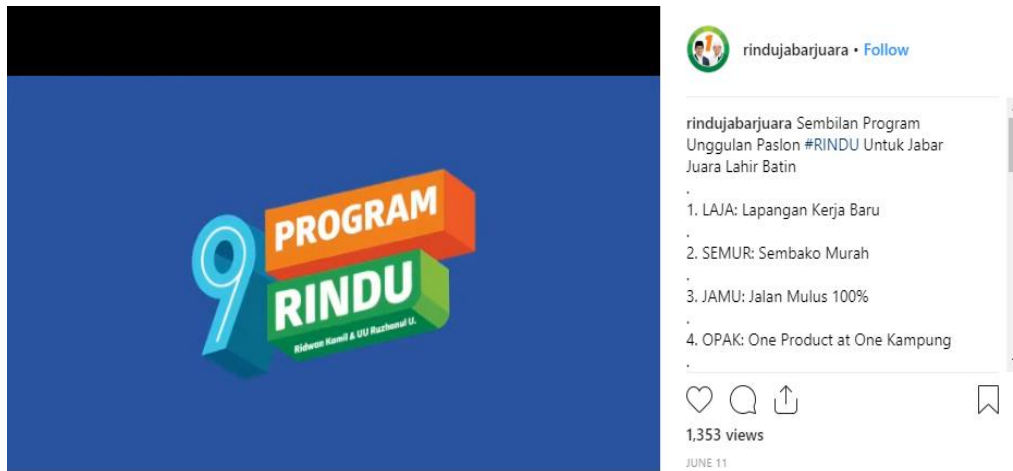 9 PROGRAM
RINDU
Ridwan Kamil & UU Ruzhanul U.
1
rindujabarjuara • Follow
rindujabarjuara Sembilan Program
Unggulan Paslon #RINDU Untuk Jabar
Juara Lahir Batin
.
1. LAJA: Lapangan Kerja Baru
.
2. SEMUR: Sembako Murah
.
3. JAMU: Jalan Mulus 100%
.
4. OPAK: One Product at One Kampung
.
1,353 views
JUNE 11